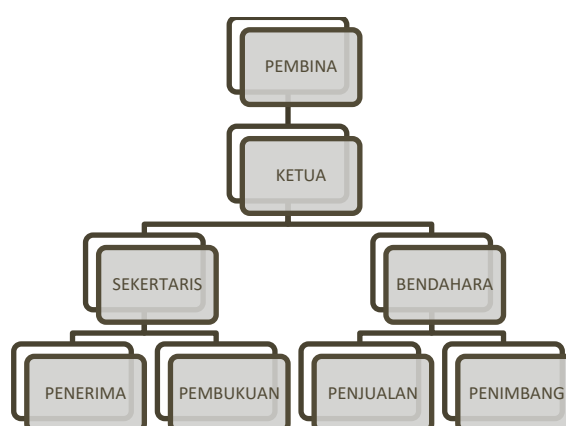 PEMBINA
KETUA
SEKERTARIS
BENDAHARA
PENERIMA
PEMBUKUAN
PENJUALAN
PENIMBANG